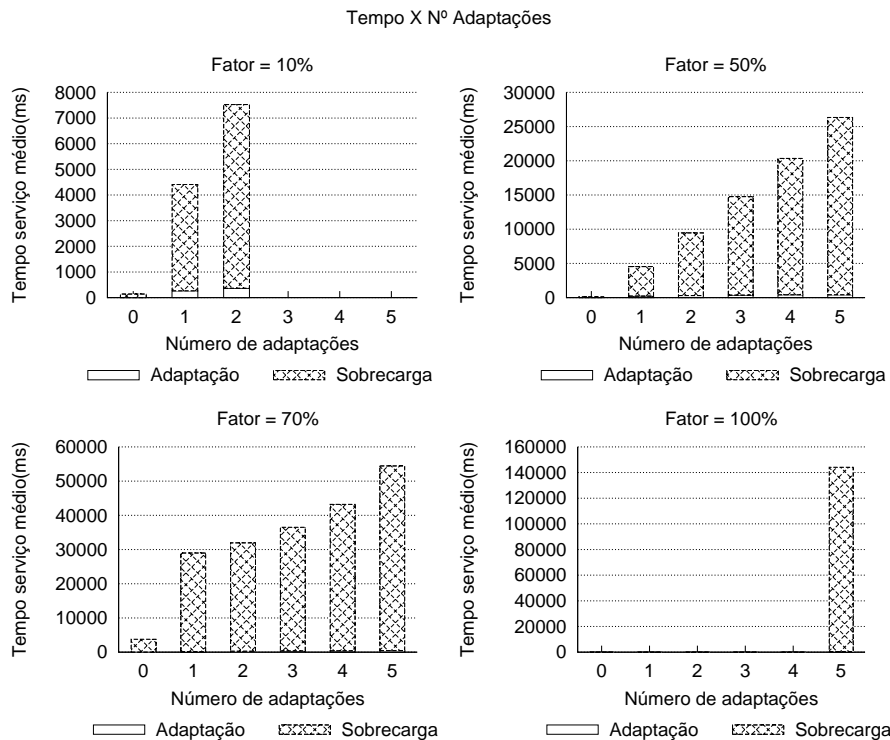 Tempo X Nº Adaptações
Fator = 10%
Tempo serviço médio(ms)
8000
7000
6000
5000
4000
3000
2000
1000
0
0 1 2 3 4 5
Número de adaptações
Adaptação Sobrecarga
Fator = 50%
Tempo serviço médio(ms)
30000
25000
20000
15000
10000
5000
0
0 1 2 3 4 5
Número de adaptações
Adaptação Sobrecarga
Fator = 70%
Tempo serviço médio(ms)
60000
50000
40000
30000
20000
10000
0
0 1 2 3 4 5
Número de adaptações
Adaptação Sobrecarga
Fator = 100%
Tempo serviço médio(ms)
160000
140000
120000
100000
80000
60000
40000
20000
0
0 1 2 3 4 5
Número de adaptações
Adaptação Sobrecarga